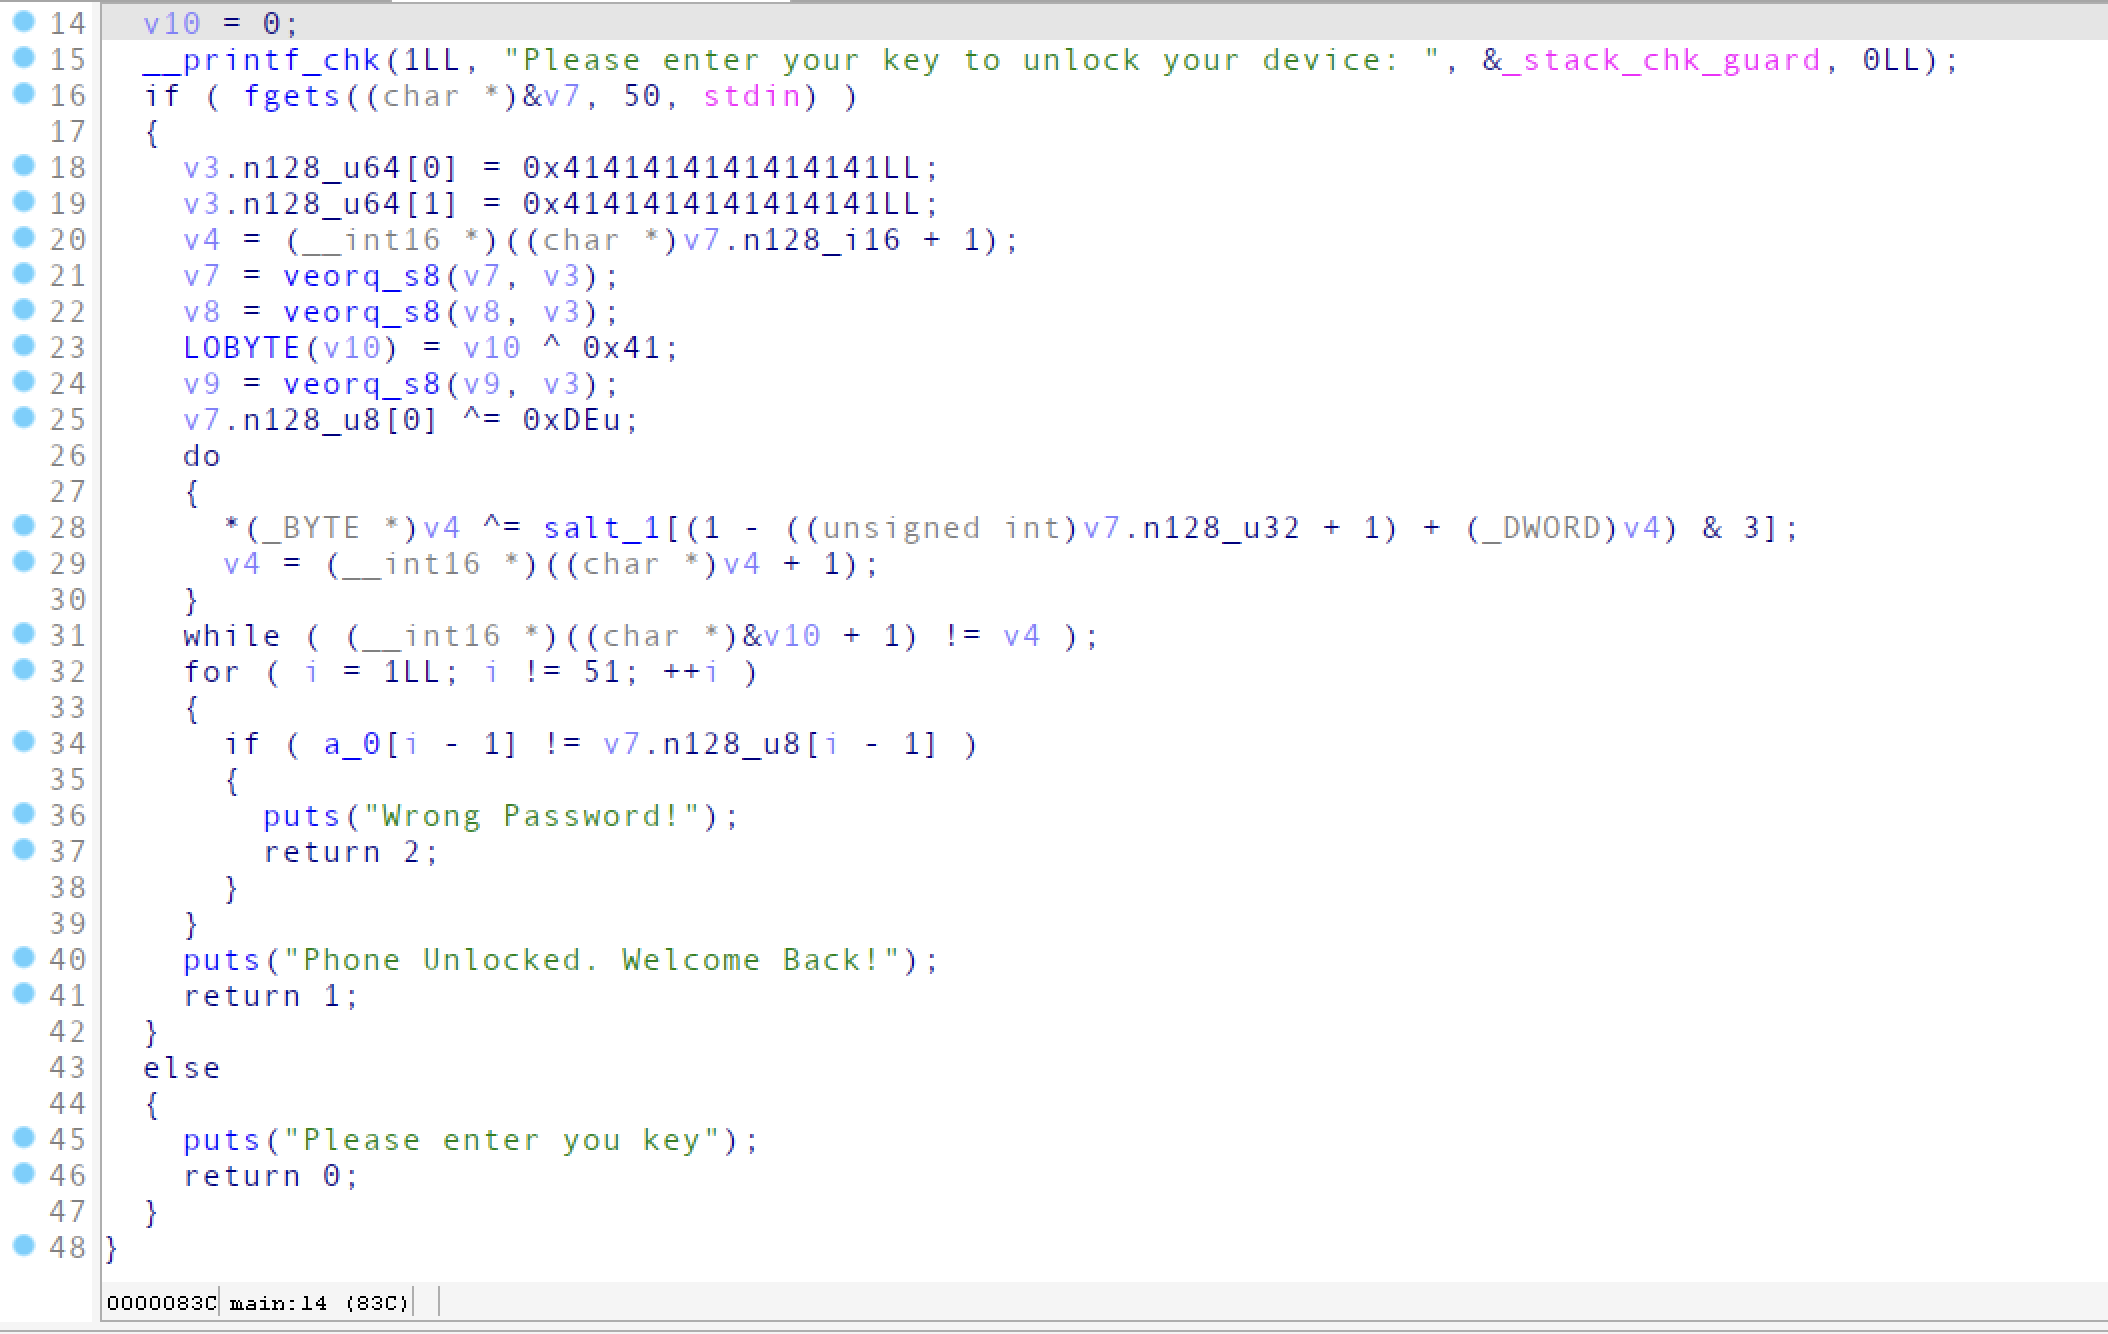 14 v10 = 0;
15 __printf_chk(1LL, "Please enter your key to unlock your device: ", &_stack_chk_guard, 0LL);
16 if ( fgets((char *)&v7, 50, stdin) )
17 {
18 v3.n128_u64[0] = 0x4141414141414141LL;
19 v3.n128_u64[1] = 0x4141414141414141LL;
20 v4 = (__int16 *)((char *)v7.n128_i16 + 1);
21 v7 = veorq_s8(v7, v3);
22 v8 = veorq_s8(v8, v3);
23 LOBYTE(v10) = v10 ^ 0x41;
24 v9 = veorq_s8(v9, v3);
25 v7.n128_u8[0] ^= 0xDEu;
26 do
27 {
28 *(_BYTE *)v4 ^= salt_1[(1 - ((unsigned int)v7.n128_u32 + 1) + (_DWORD)v4) & 3];
29 v4 = (__int16 *)((char *)v4 + 1);
30 }
31 while ( (__int16 *)((char *)&v10 + 1) != v4 );
32 for ( i = 1LL; i != 51; ++i )
33 {
34 if ( a_0[i - 1] != v7.n128_u8[i - 1] )
35 {
36 puts("Wrong Password!");
37 return 2;
38 }
39 }
40 puts("Phone Unlocked. Welcome Back!");
41 return 1;
42 }
43 else
44 {
45 puts("Please enter you key");
46 return 0;
47 }
48 }
0000083C main:14 (83C)